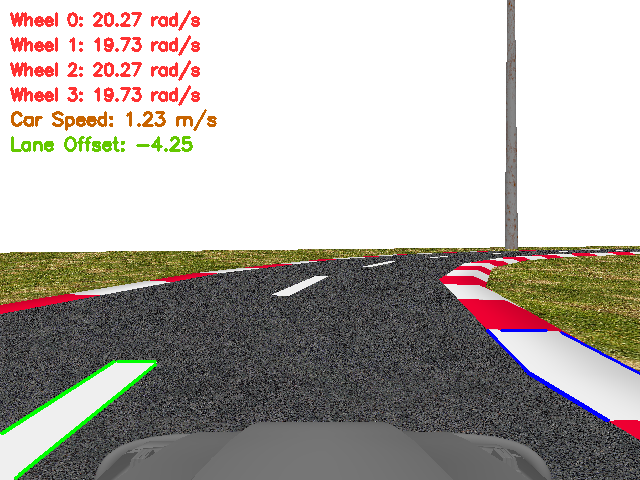 Wheel 0: 20.27 rad/s
Wheel 1: 19.73 rad/s
Wheel 2: 20.27 rad/s
Wheel 3: 19.73 rad/s
Car Speed: 1.23 m/s
Lane Offset: -4.25